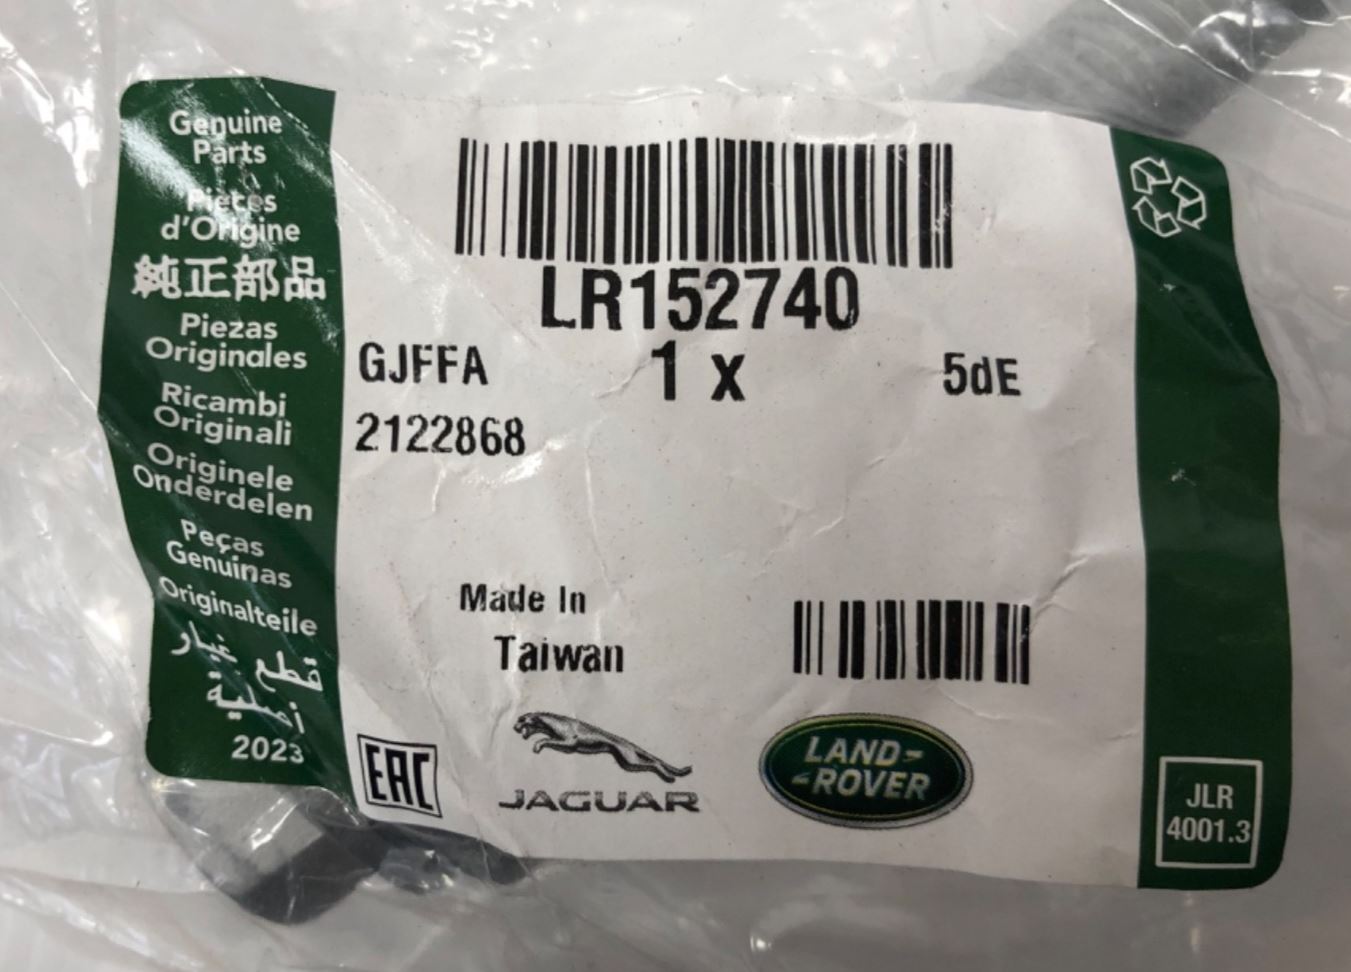 Genuine
Parts
Pièces
d'Origine
純正部品
Piezas
Originales
Ricambi
Originali
Originele
Onderdelen
Peças
Genuínas
Originalteile
قطع غيار
أصلية
2023
LR152740
GJFFA
1 x
5dE
2122868
Made In
Taiwan
EAC
JAGUAR
LAND-
-ROVER
JLR
4001.3